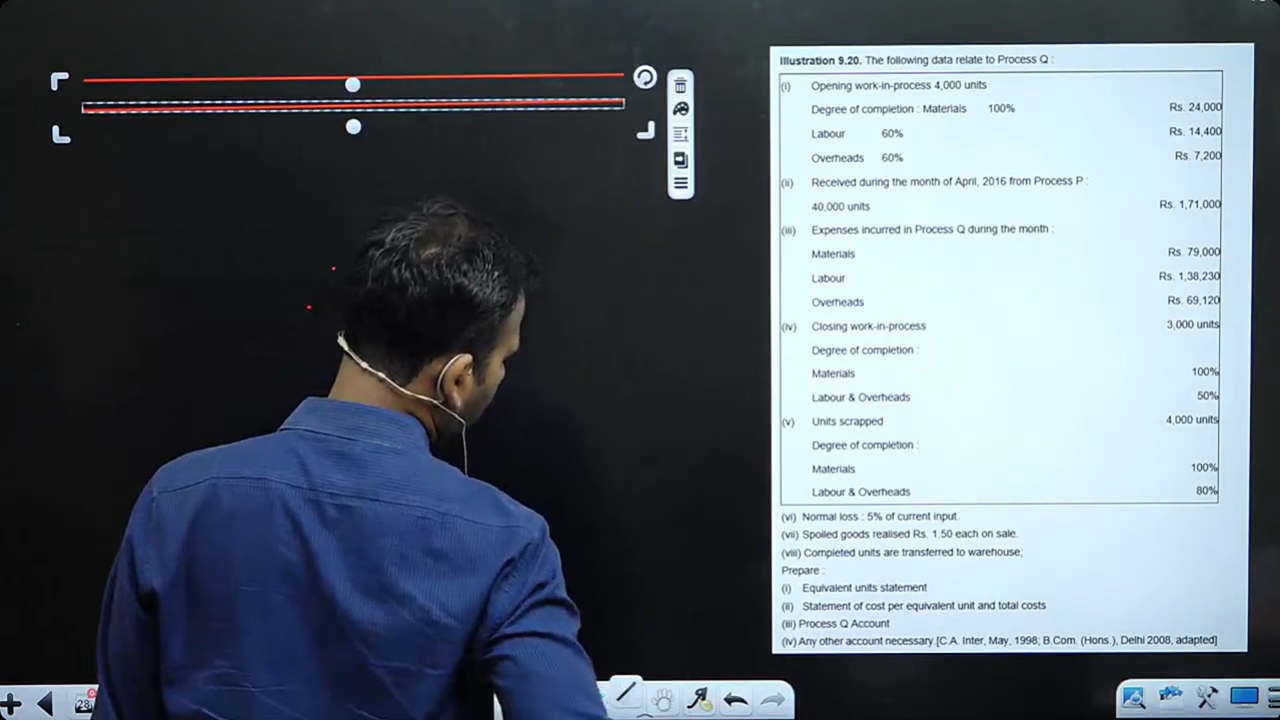 Illustration 9.20. The following data relate to Process Q :
(i) Opening work-in-process 4,000 units
Degree of completion : Materials 100% Rs. 24,000
Labour 60% Rs. 14,400
Overheads 60% Rs. 7,200
(ii) Received during the month of April, 2016 from Process P :
40,000 units Rs. 1,71,000
(iii) Expenses incurred in Process Q during the month :
Materials Rs. 79,000
Labour Rs. 1,38,230
Overheads Rs. 69,120
(iv) Closing work-in-process 3,000 units
Degree of completion :
Materials 100%
Labour & Overheads 50%
(v) Units scrapped 4,000 units
Degree of completion :
Materials 100%
Labour & Overheads 80%
(vi) Normal loss : 5% of current input.
(vii) Spoiled goods realised Rs. 1.50 each on sale.
(viii) Completed units are transferred to warehouse;
Prepare :
(i) Equivalent units statement
(ii) Statement of cost per equivalent unit and total costs
(iii) Process Q Account
(iv) Any other account necessary.[C.A. Inter, May, 1998; B.Com. (Hons.), Delhi 2008, adapted]
28